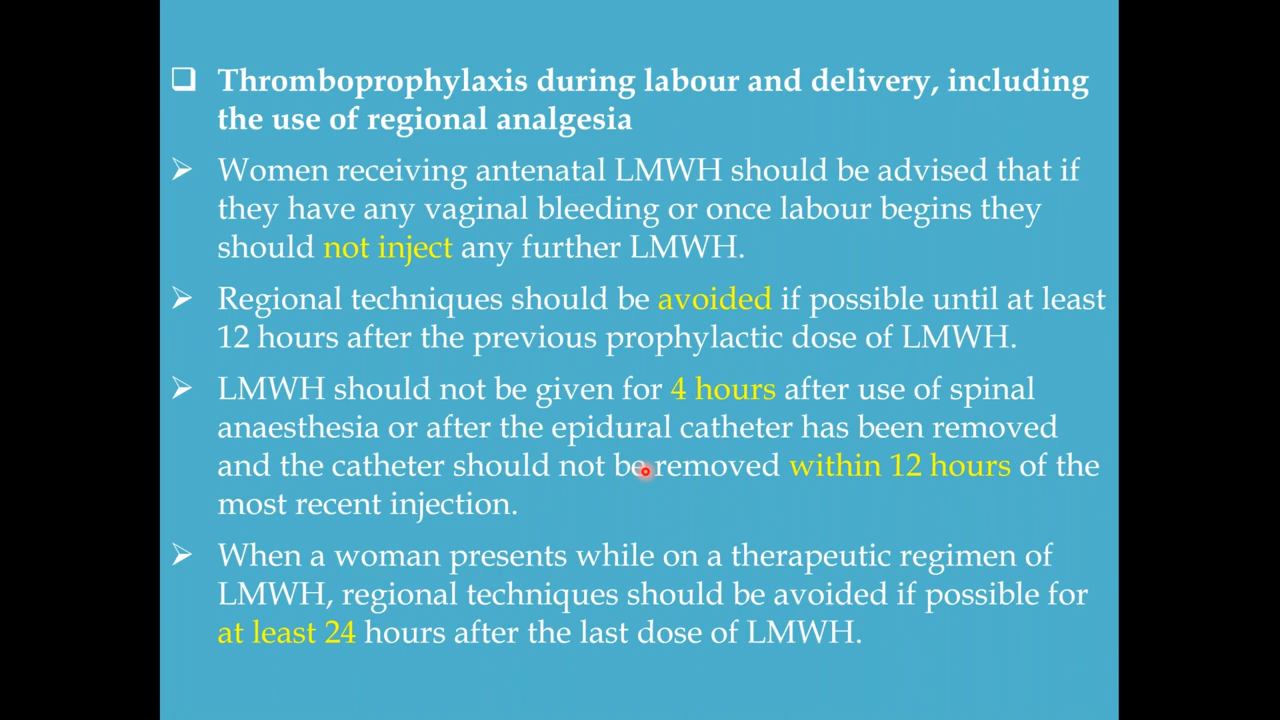 ❑ Thromboprophylaxis during labour and delivery, including
the use of regional analgesia
➢ Women receiving antenatal LMWH should be advised that if
they have any vaginal bleeding or once labour begins they
should not inject any further LMWH.
➢ Regional techniques should be avoided if possible until at least
12 hours after the previous prophylactic dose of LMWH.
➢ LMWH should not be given for 4 hours after use of spinal
anaesthesia or after the epidural catheter has been removed
and the catheter should not be removed within 12 hours of the
most recent injection.
➢ When a woman presents while on a therapeutic regimen of
LMWH, regional techniques should be avoided if possible for
at least 24 hours after the last dose of LMWH.